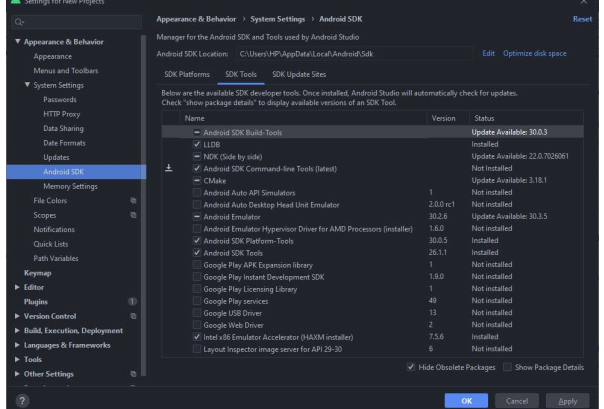 Settings for New Projects
Appearance & Behavior › System Settings › Android SDK
Reset
Manager for the Android SDK and Tools used by Android Studio
Android SDK Location: C:\Users\HP\AppData\Local\Android\Sdk Edit Optimize disk space
SDK Platforms SDK Tools SDK Update Sites
Below are the available SDK developer tools. Once installed, Android Studio will automatically check for updates.
Check "show package details" to display available versions of an SDK Tool.
Name Version Status
Android SDK Build-Tools Update Available: 30.0.3
LLDB Installed
NDK (Side by side) Update Available: 22.0.7026061
Android SDK Command-line Tools (latest) Not installed
CMake Update Available: 3.18.1
Android Auto API Simulators 1 Not installed
Android Auto Desktop Head Unit Emulator 2.0.0 rc1 Not installed
Android Emulator 30.2.6 Update Available: 30.3.5
Android Emulator Hypervisor Driver for AMD Processors (installer) 1.6.0 Not installed
Android SDK Platform-Tools 30.0.5 Installed
Android SDK Tools 26.1.1 Installed
Google Play APK Expansion library 1 Not installed
Google Play Instant Development SDK 1.9.0 Not installed
Google Play Licensing Library 1 Not installed
Google Play services 49 Not installed
Google USB Driver 13 Not installed
Google Web Driver 2 Not installed
Intel x86 Emulator Accelerator (HAXM installer) 7.5.6 Installed
Layout Inspector image server for API 29-30 6 Not installed
Hide Obsolete Packages Show Package Details
Appearance & Behavior
Appearance
Menus and Toolbars
System Settings
Passwords
HTTP Proxy
Data Sharing
Date Formats
Updates
Android SDK
Memory Settings
File Colors
Scopes
Notifications
Quick Lists
Path Variables
Keymap
Editor
Plugins 1
Version Control
Build, Execution, Deployment
Languages & Frameworks
Tools
Other Settings
?
OK Cancel Apply